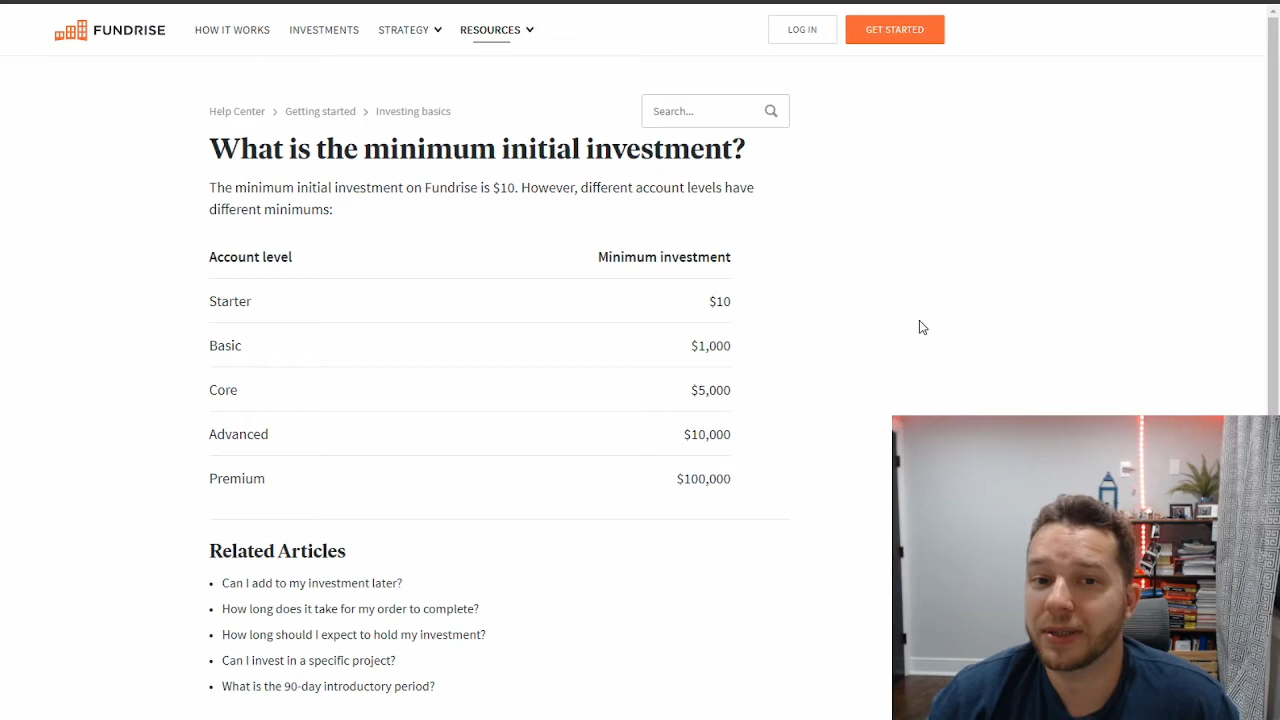 FUNDRISE
HOW IT WORKS
INVESTMENTS
STRATEGY
RESOURCES
LOG IN
GET STARTED
Help Center > Getting started > Investing basics
Search...
What is the minimum initial investment?
The minimum initial investment on Fundrise is $10. However, different account levels have
different minimums:
Account level Minimum investment
Starter $10
Basic $1,000
Core $5,000
Advanced $10,000
Premium $100,000
Related Articles
• Can I add to my investment later?
• How long does it take for my order to complete?
• How long should I expect to hold my investment?
• Can I invest in a specific project?
• What is the 90-day introductory period?